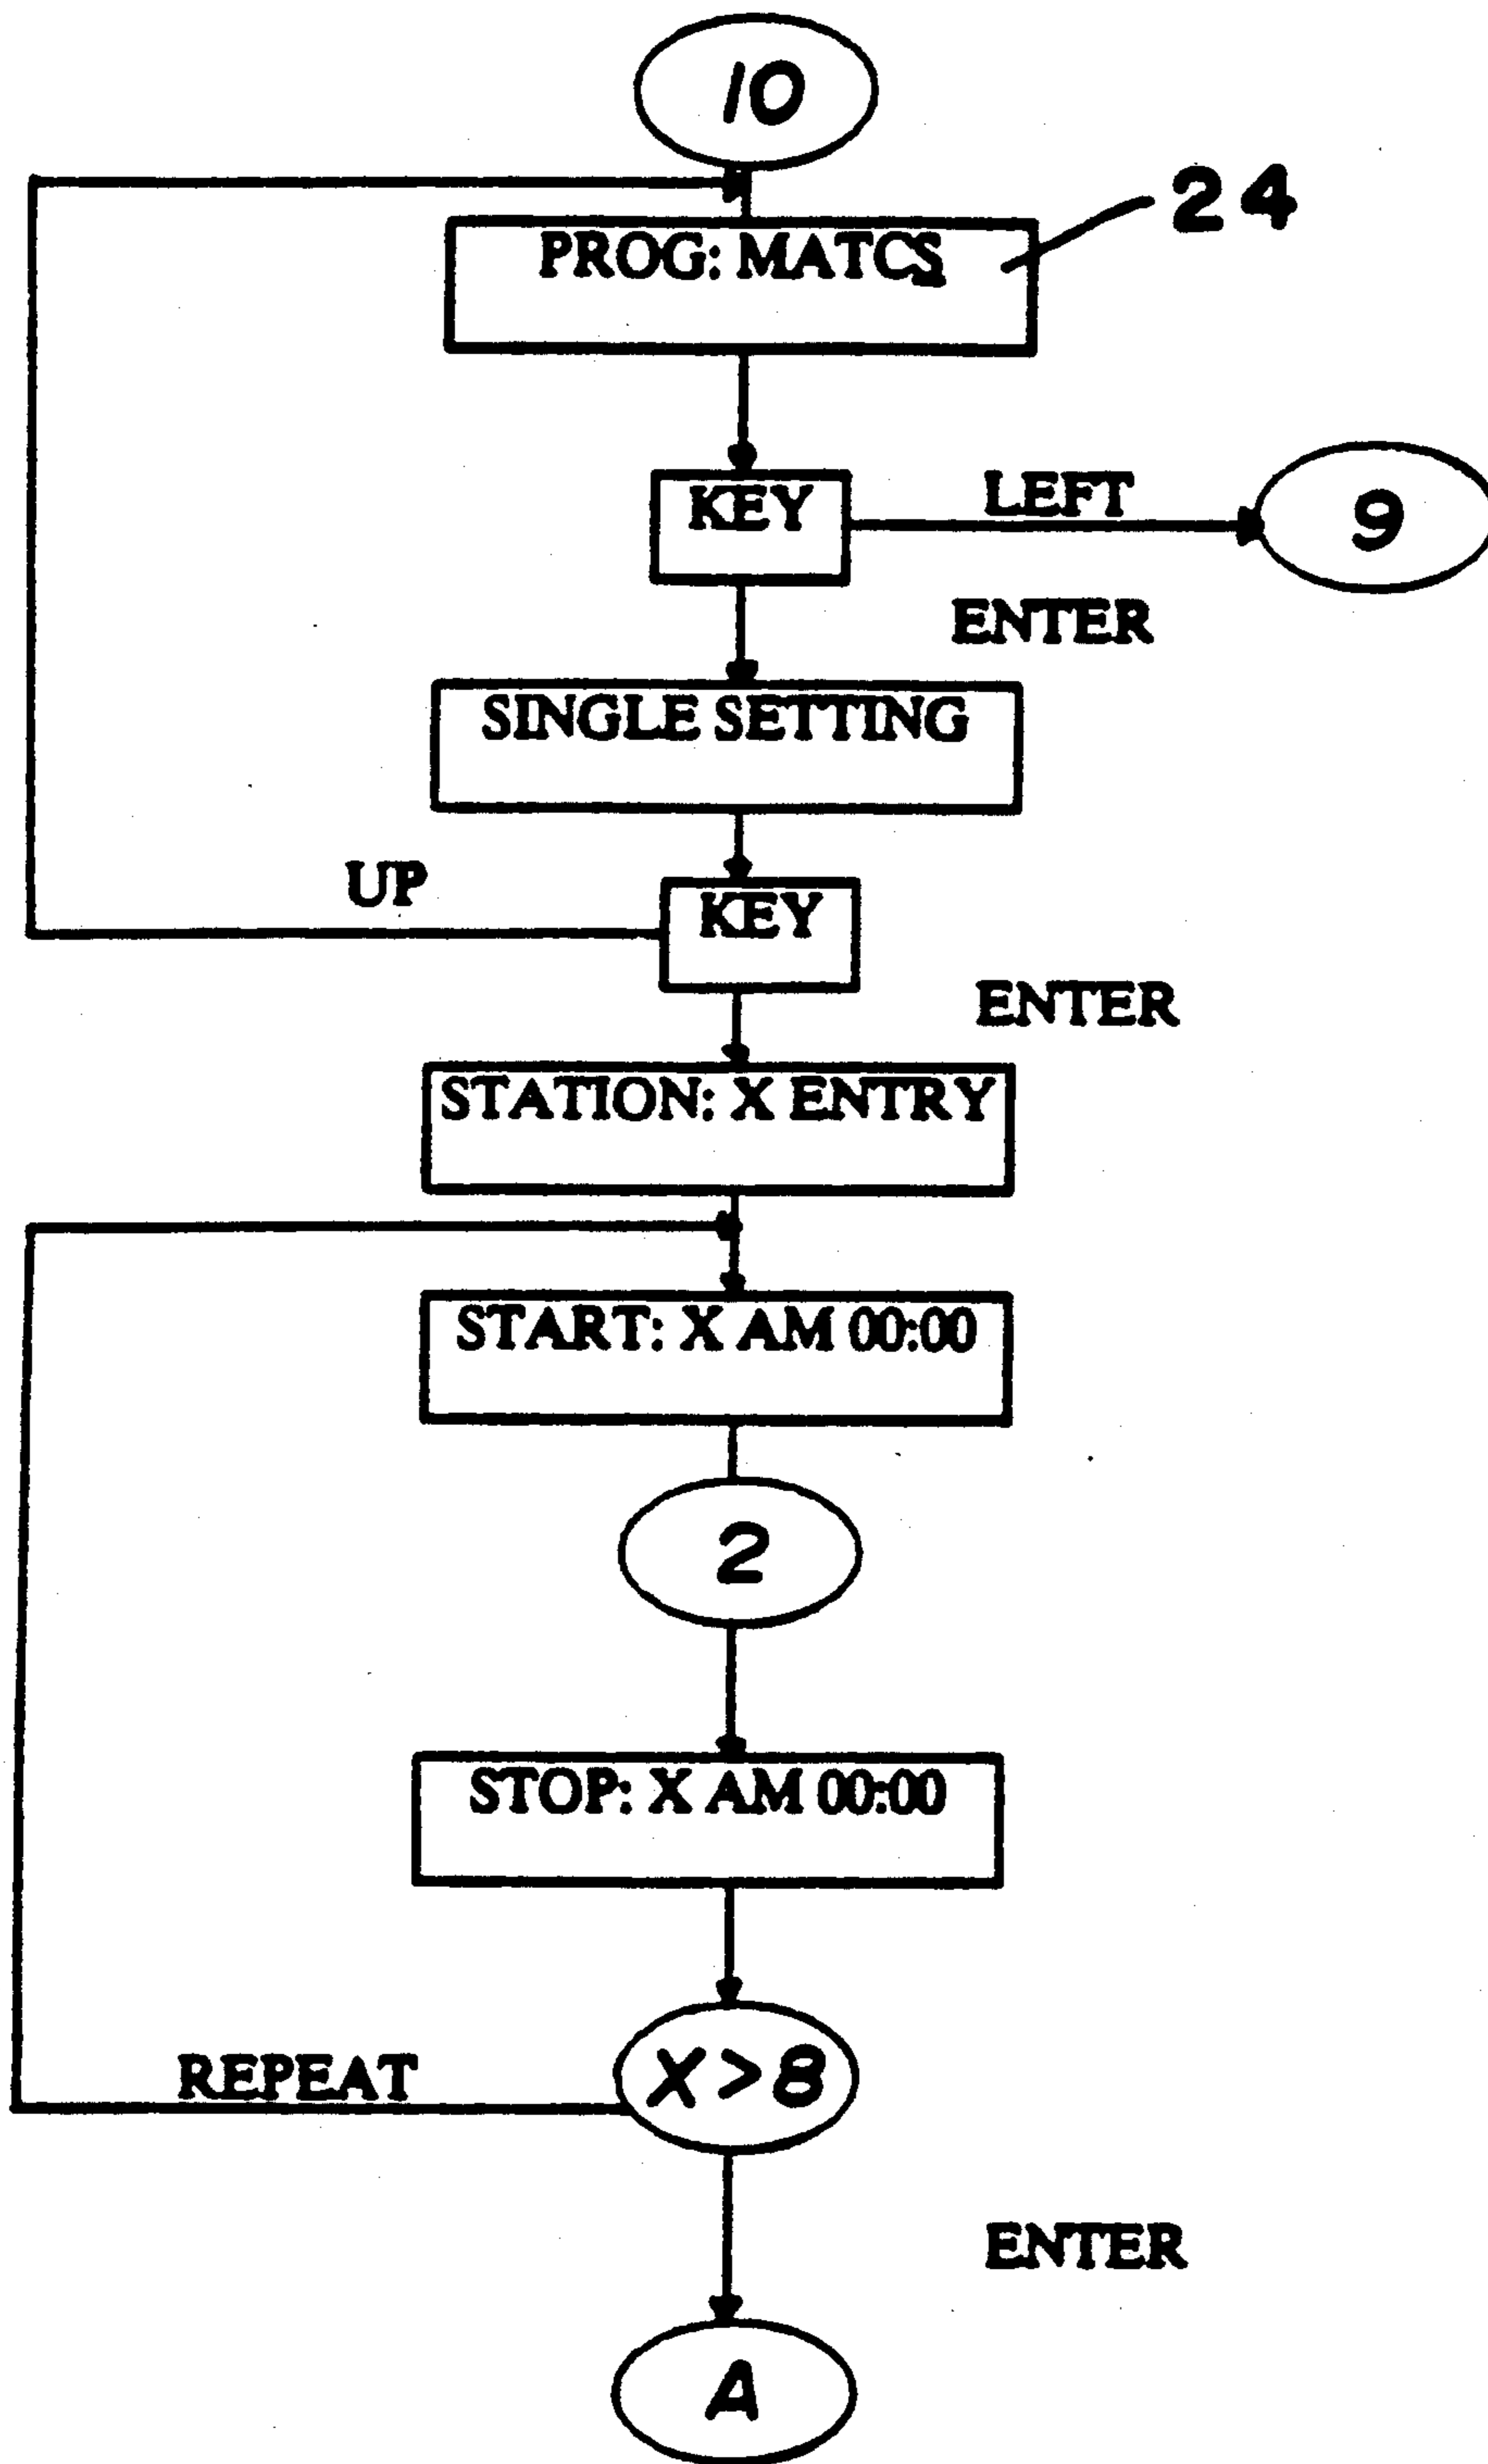 10
24
PROG: MATCS
KEY
LEFT
9
ENTER
SINGLE SETTING
UP
KEY
ENTER
STATION: X ENTRY
START: X AM 00:00
2
STOP: X AM 00:00
REPEAT
X>8
ENTER
A